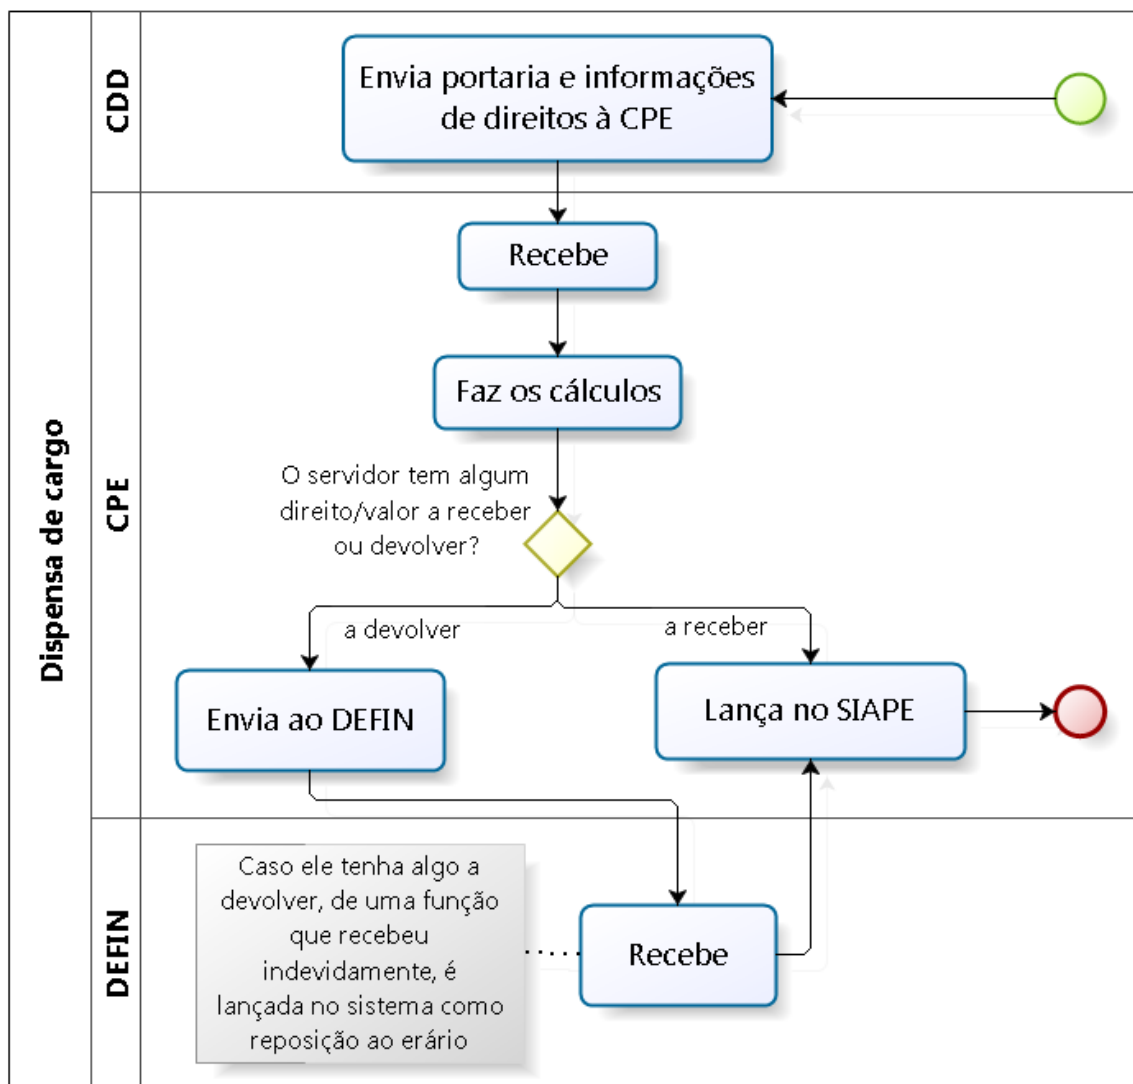 Dispensa de cargo
CDD
Envia portaria e informações
de direitos à CPE
CPE
Recebe
Faz os cálculos
O servidor tem algum
direito/valor a receber
ou devolver?
a devolver
a receber
Envia ao DEFIN
Lança no SIAPE
DEFIN
Caso ele tenha algo a
devolver, de uma função
que recebeu
indevidamente, é
lançada no sistema como
reposição ao erário
Recebe